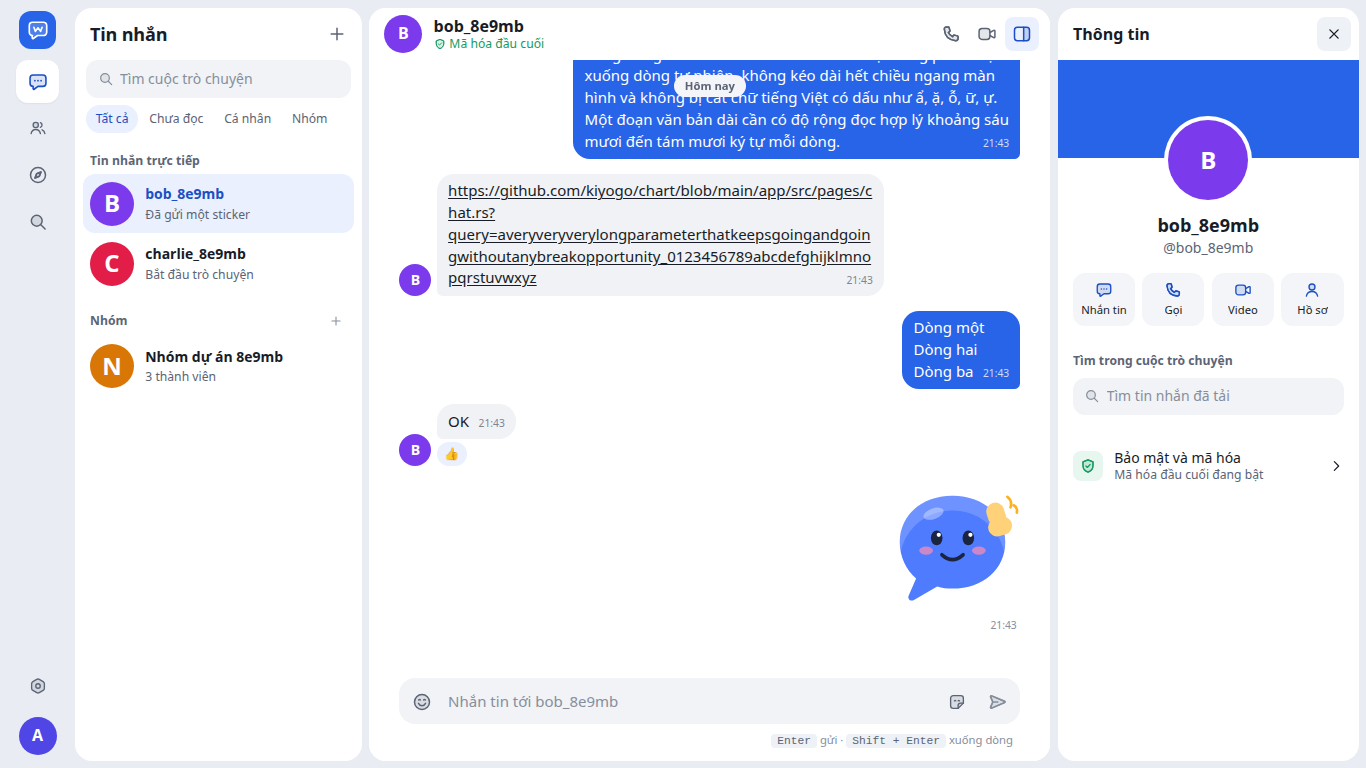 Tin nhắn
Tìm cuộc trò chuyện
Tất cả
Chưa đọc
Cá nhân
Nhóm
Tin nhắn trực tiếp
B
bob_8e9mb
Đã gửi một sticker
C
charlie_8e9mb
Bắt đầu trò chuyện
Nhóm
N
Nhóm dự án 8e9mb
3 thành viên
A
B
bob_8e9mb
Mã hóa đầu cuối
Hôm nay
xuống dòng tự nhiên, không kéo dài hết chiều ngang màn
hình và không bị cắt chữ tiếng Việt có dấu như ẩ, ặ, ỗ, ữ, ự.
Một đoạn văn bản dài cần có độ rộng đọc hợp lý khoảng sáu
mươi đến tám mươi ký tự mỗi dòng.
21:43
https://github.com/kiyogo/chart/blob/main/app/src/pages/c
hat.rs?
query=averyveryverylongparameterthatkeepsgoingandgoin
gwithoutanybreakopportunity_0123456789abcdefghijklmno
pqrstuvwxyz
21:43
B
Dòng một
Dòng hai
Dòng ba
21:43
OK
21:43
B
21:43
Nhắn tin tới bob_8e9mb
Enter gửi · Shift + Enter xuống dòng
Thông tin
B
bob_8e9mb
@bob_8e9mb
Nhắn tin
Gọi
Video
Hồ sơ
Tìm trong cuộc trò chuyện
Tìm tin nhắn đã tải
Bảo mật và mã hóa
Mã hóa đầu cuối đang bật